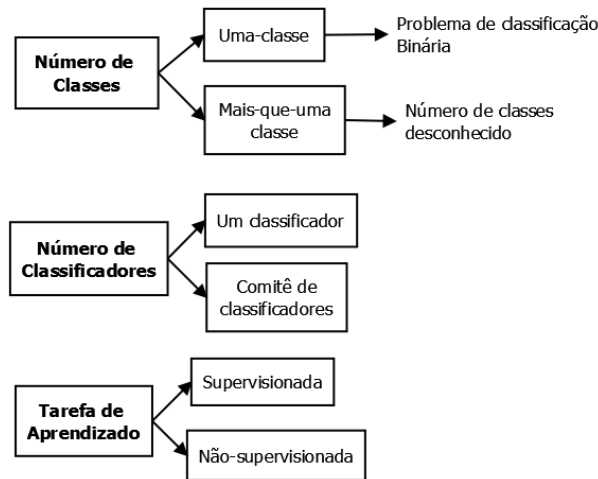 Número de
Classes
Uma-classe
Problema de classificação
Binária
Mais-que-uma
classe
Número de classes
desconhecido
Número de
Classificadores
Um classificador
Comitê de
classificadores
Tarefa de
Aprendizado
Supervisionada
Não-supervisionada